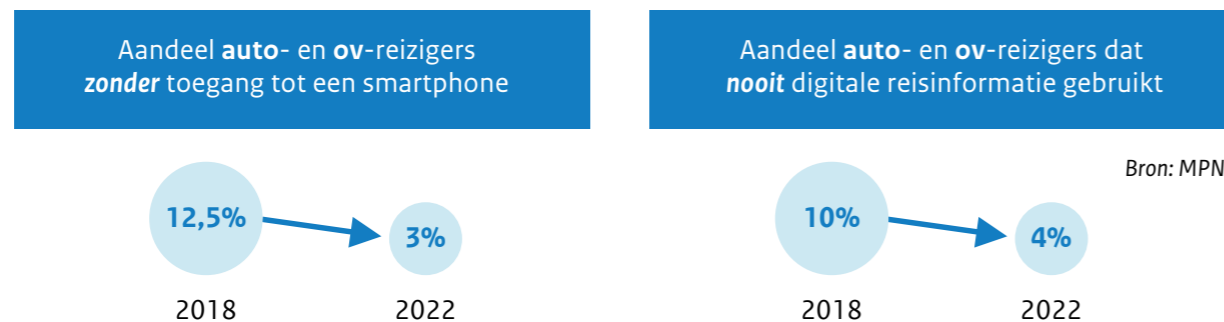 Aandeel auto- en ov-reizigers
zonder toegang tot een smartphone
Aandeel auto- en ov-reizigers dat
nooit digitale reisinformatie gebruikt
Bron: MPN
12,5%
3%
2018
2022
10%
4%
2018
2022